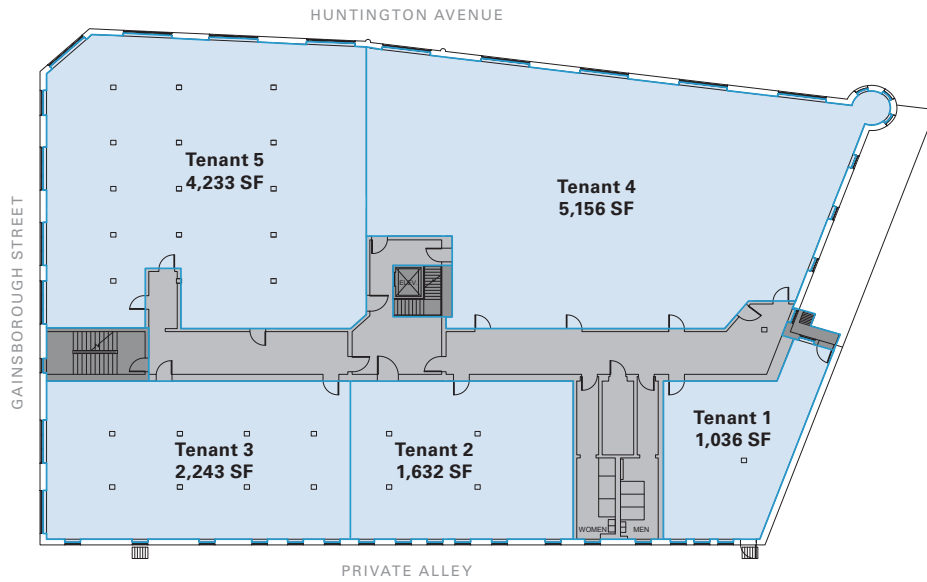 HUNTINGTON AVENUE
Tenant 5
4,233 SF
Tenant 4
5,156 SF
GAINSBOROUGH STREET
ELEV.
Tenant 1
1,036 SF
Tenant 3
2,243 SF
Tenant 2
1,632 SF
WOMEN
MEN
PRIVATE ALLEY